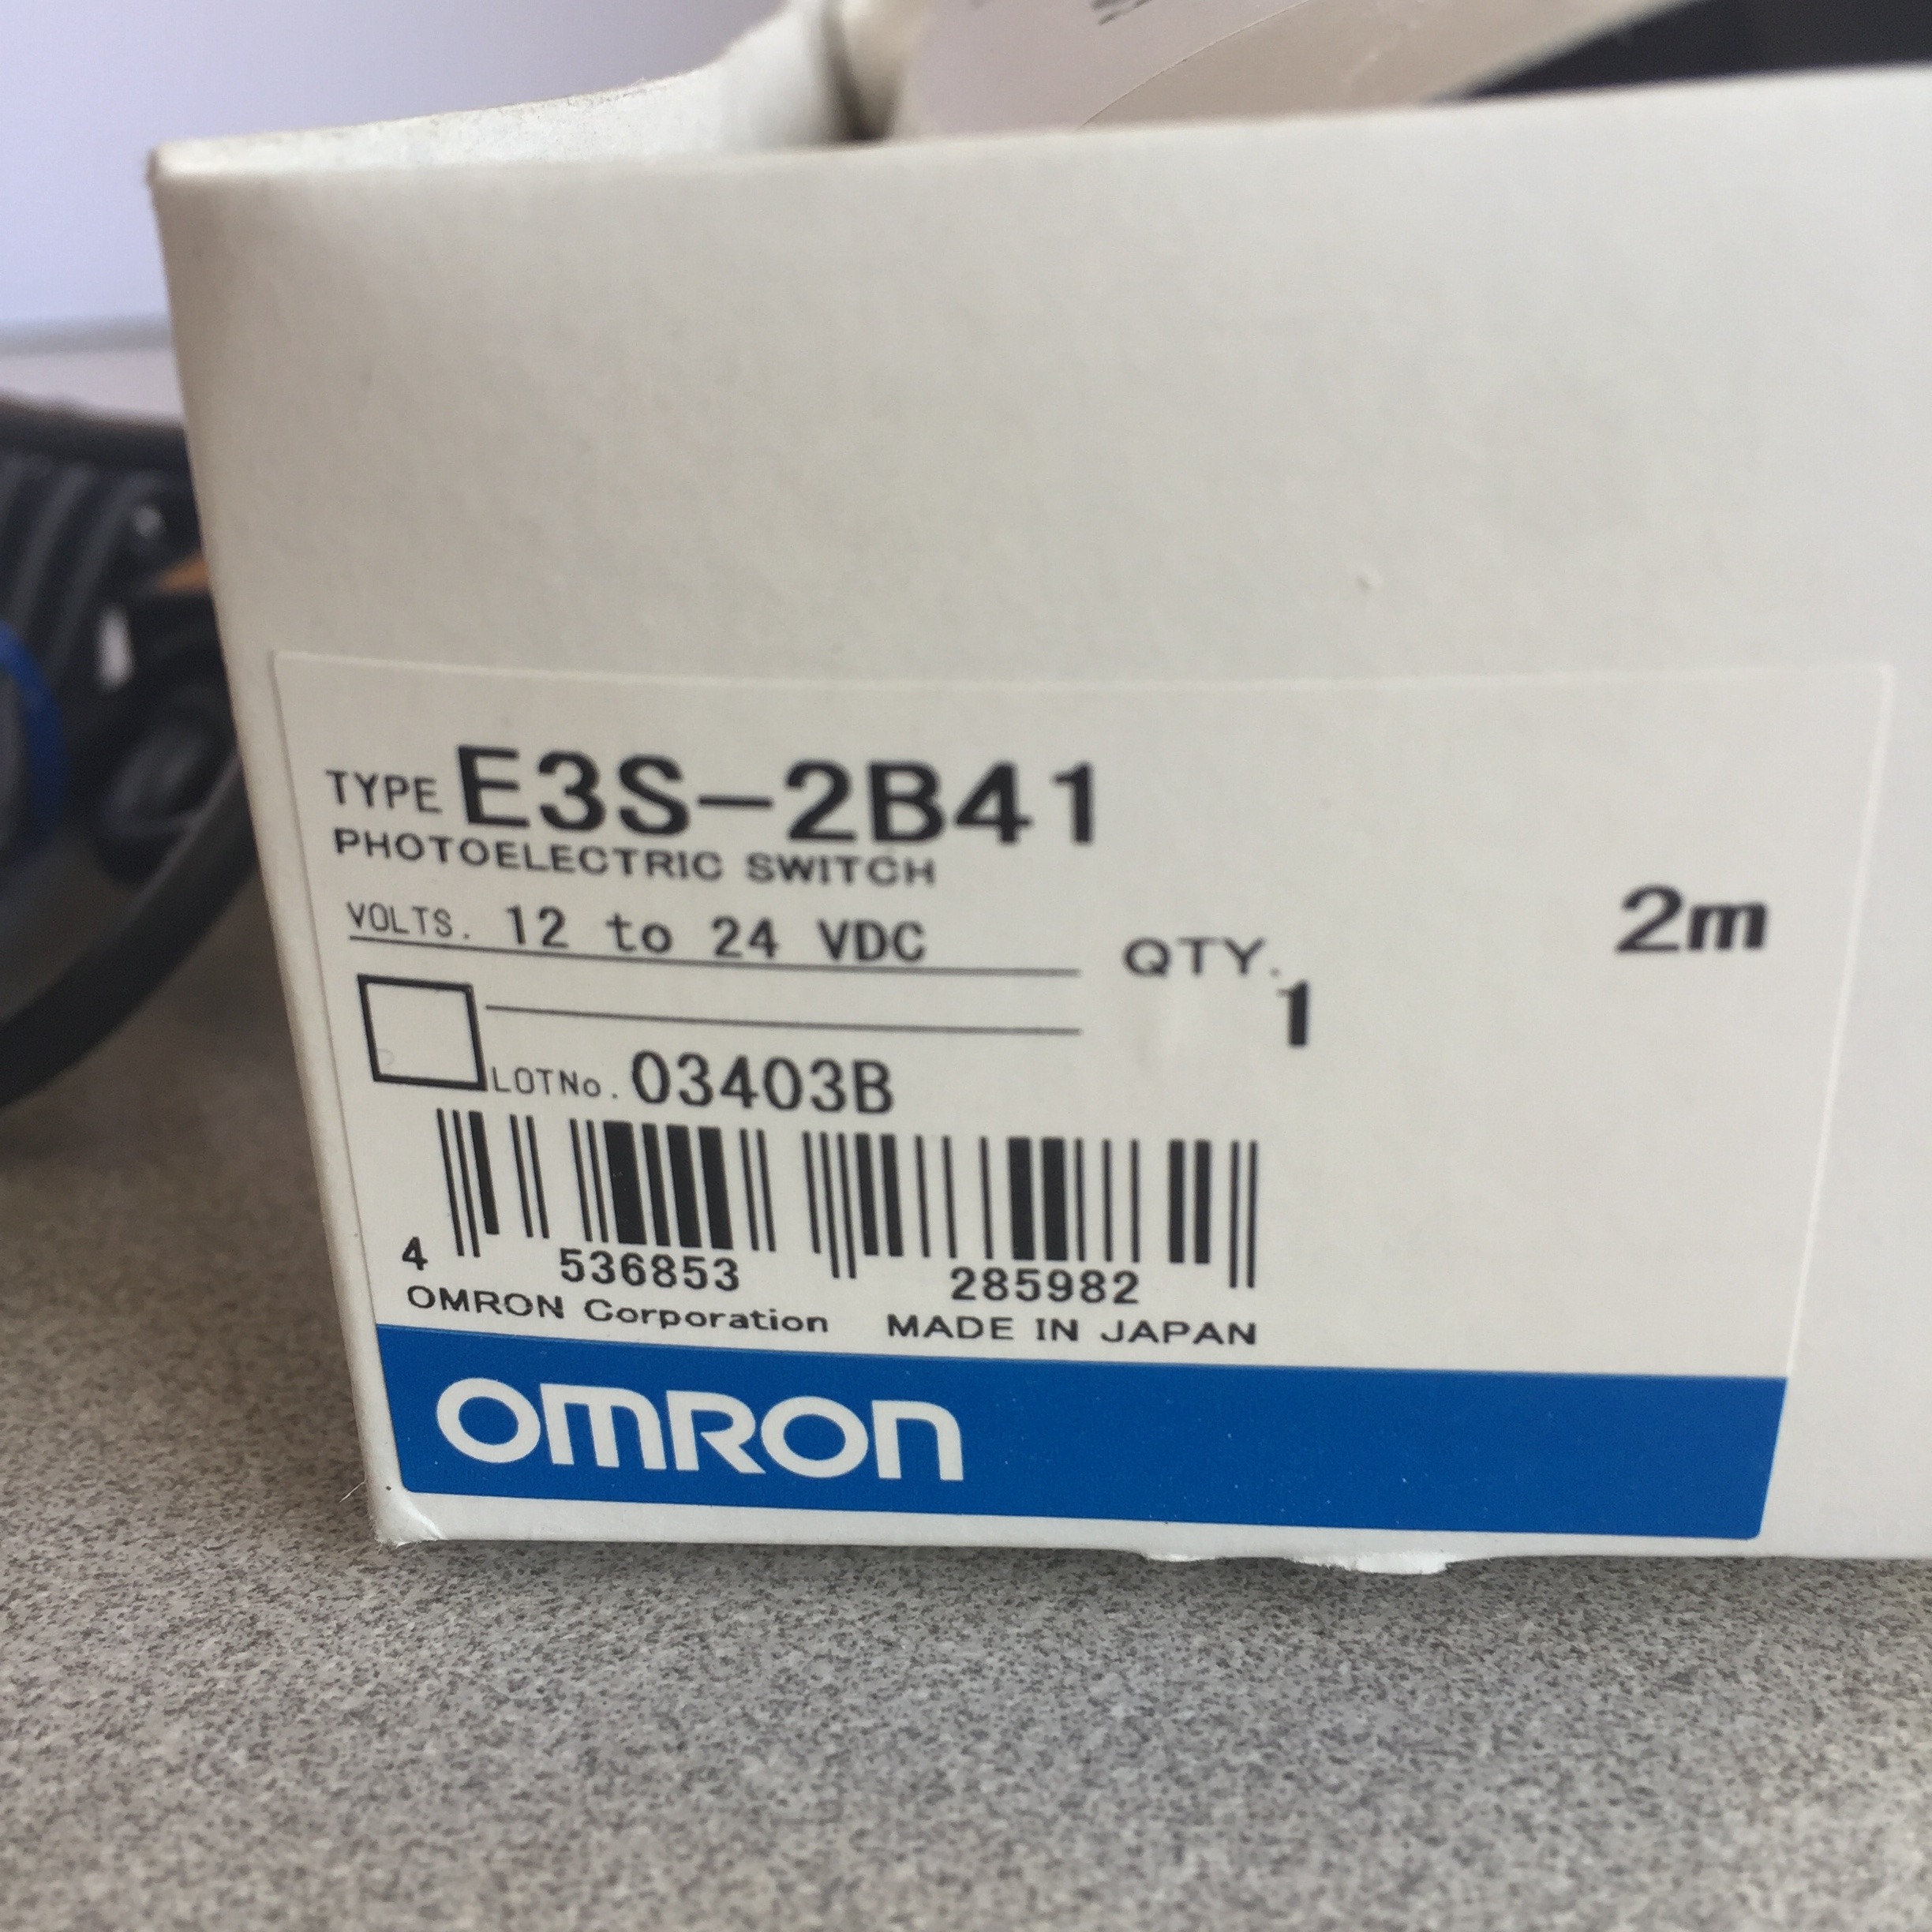 TYPE E3S-2B41
PHOTOELECTRIC SWITCH
VOLTS. 12 to 24 VDC
QTY. 1
2m
LOTNo. 03403B
4 536853 285982
OMRON Corporation MADE IN JAPAN
OMRON